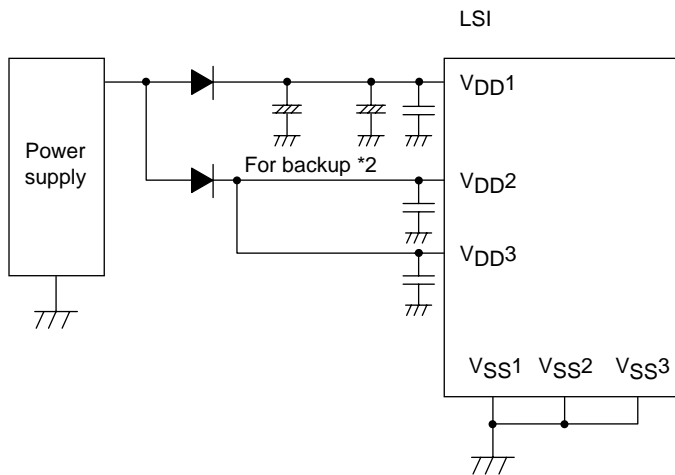 LSI
VDD1
Power
supply
For backup *2
VDD2
VDD3
VSS1 VSS2 VSS3